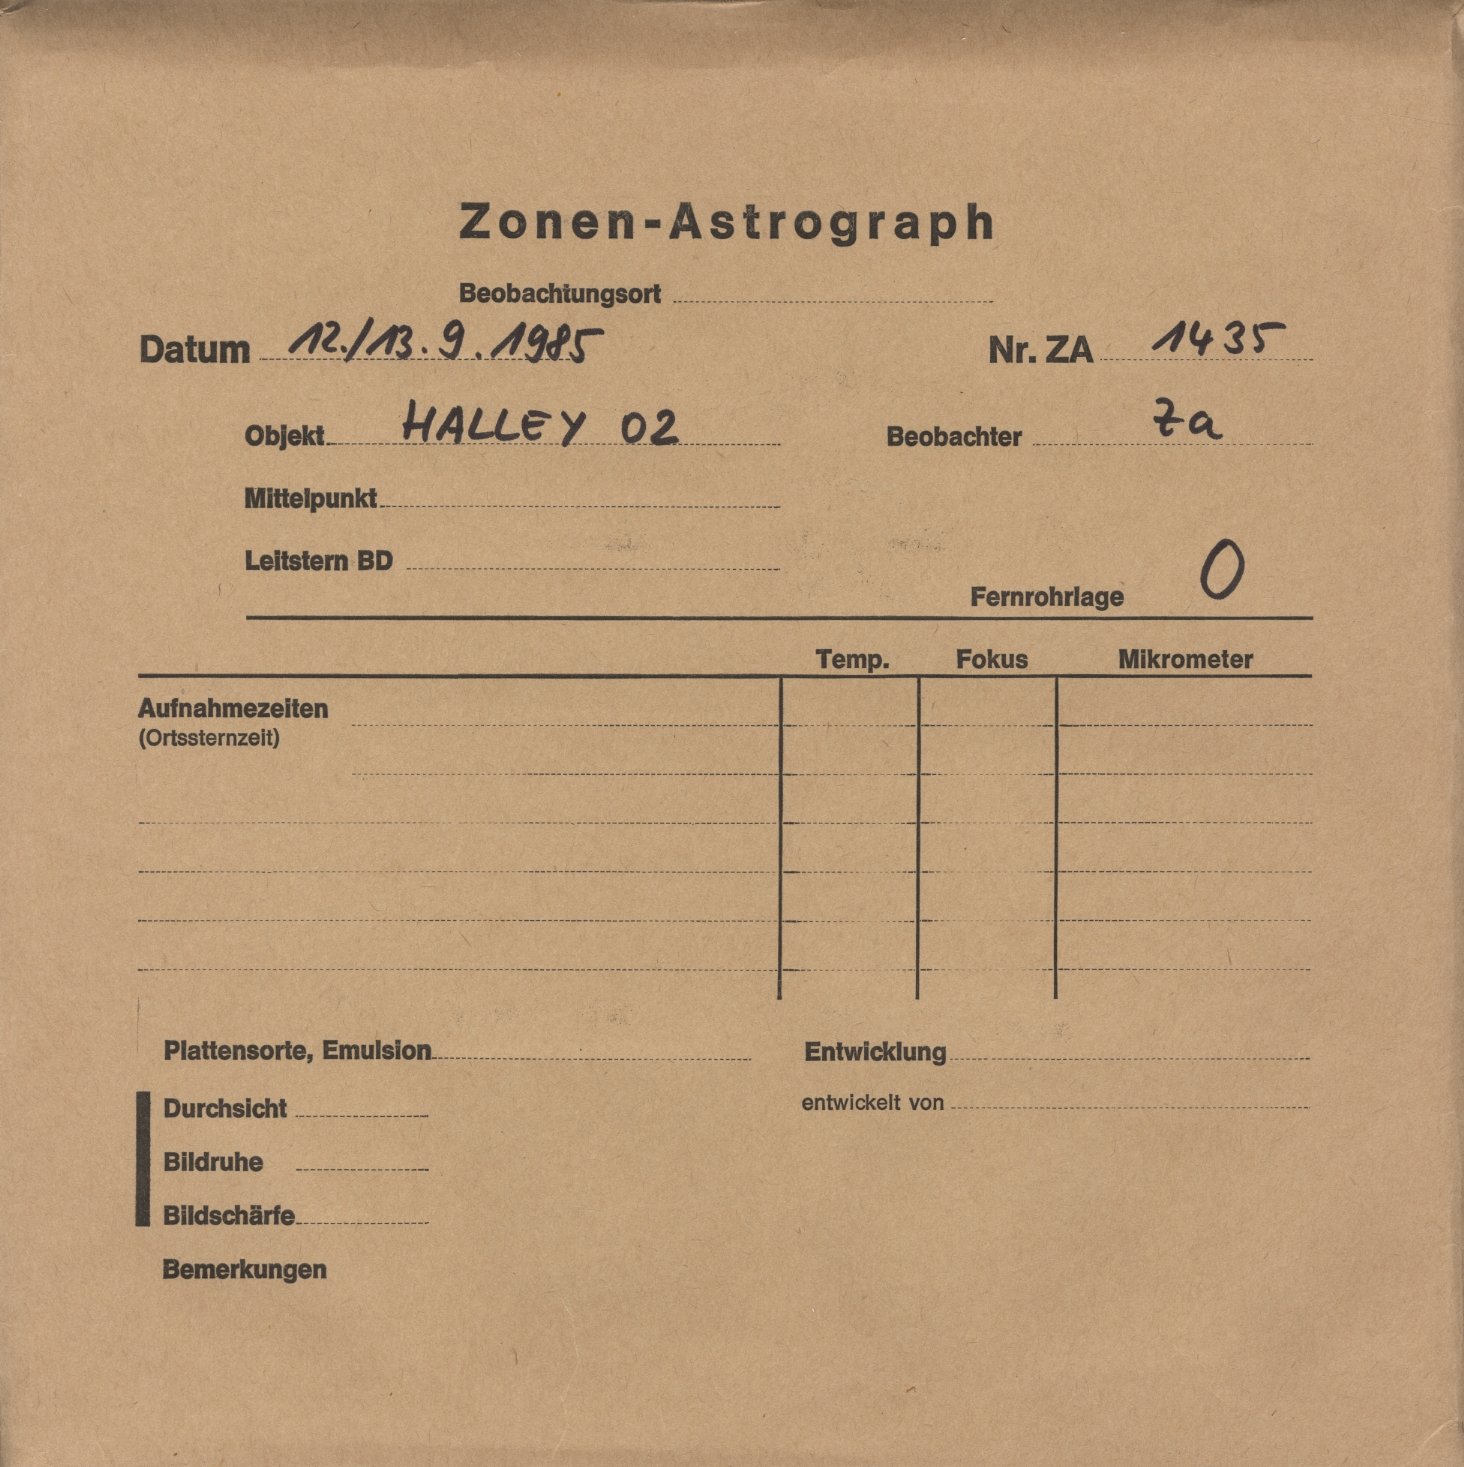 Zonen-Astrograph
Beobachtungsort
Datum 12./13.9.1985 Nr. ZA 1435
Objekt HALLEY 02 Beobachter Za
Mittelpunkt
Leitstern BD
Fernrohrlage O
Temp. Fokus Mikrometer
Aufnahmezeiten
(Ortssternzeit)
Plattensorte, Emulsion Entwicklung
Durchsicht entwickelt von
Bildruhe
Bildschärfe
Bemerkungen